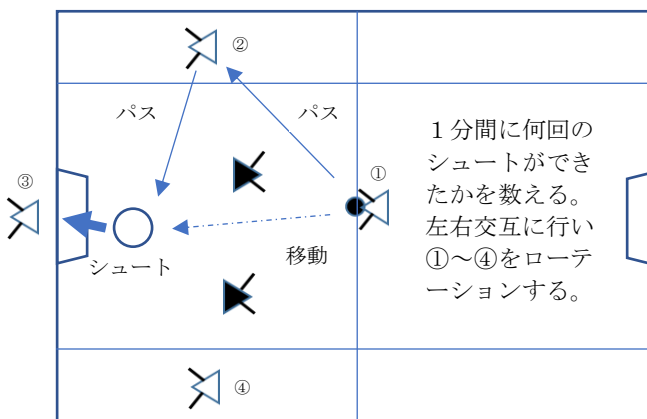 ②
パス
パス
③
①
１分間に何回の
シュートができ
たかを数える。
左右交互に行い
①～④をローテ
ーションする。
シュート
移動
④